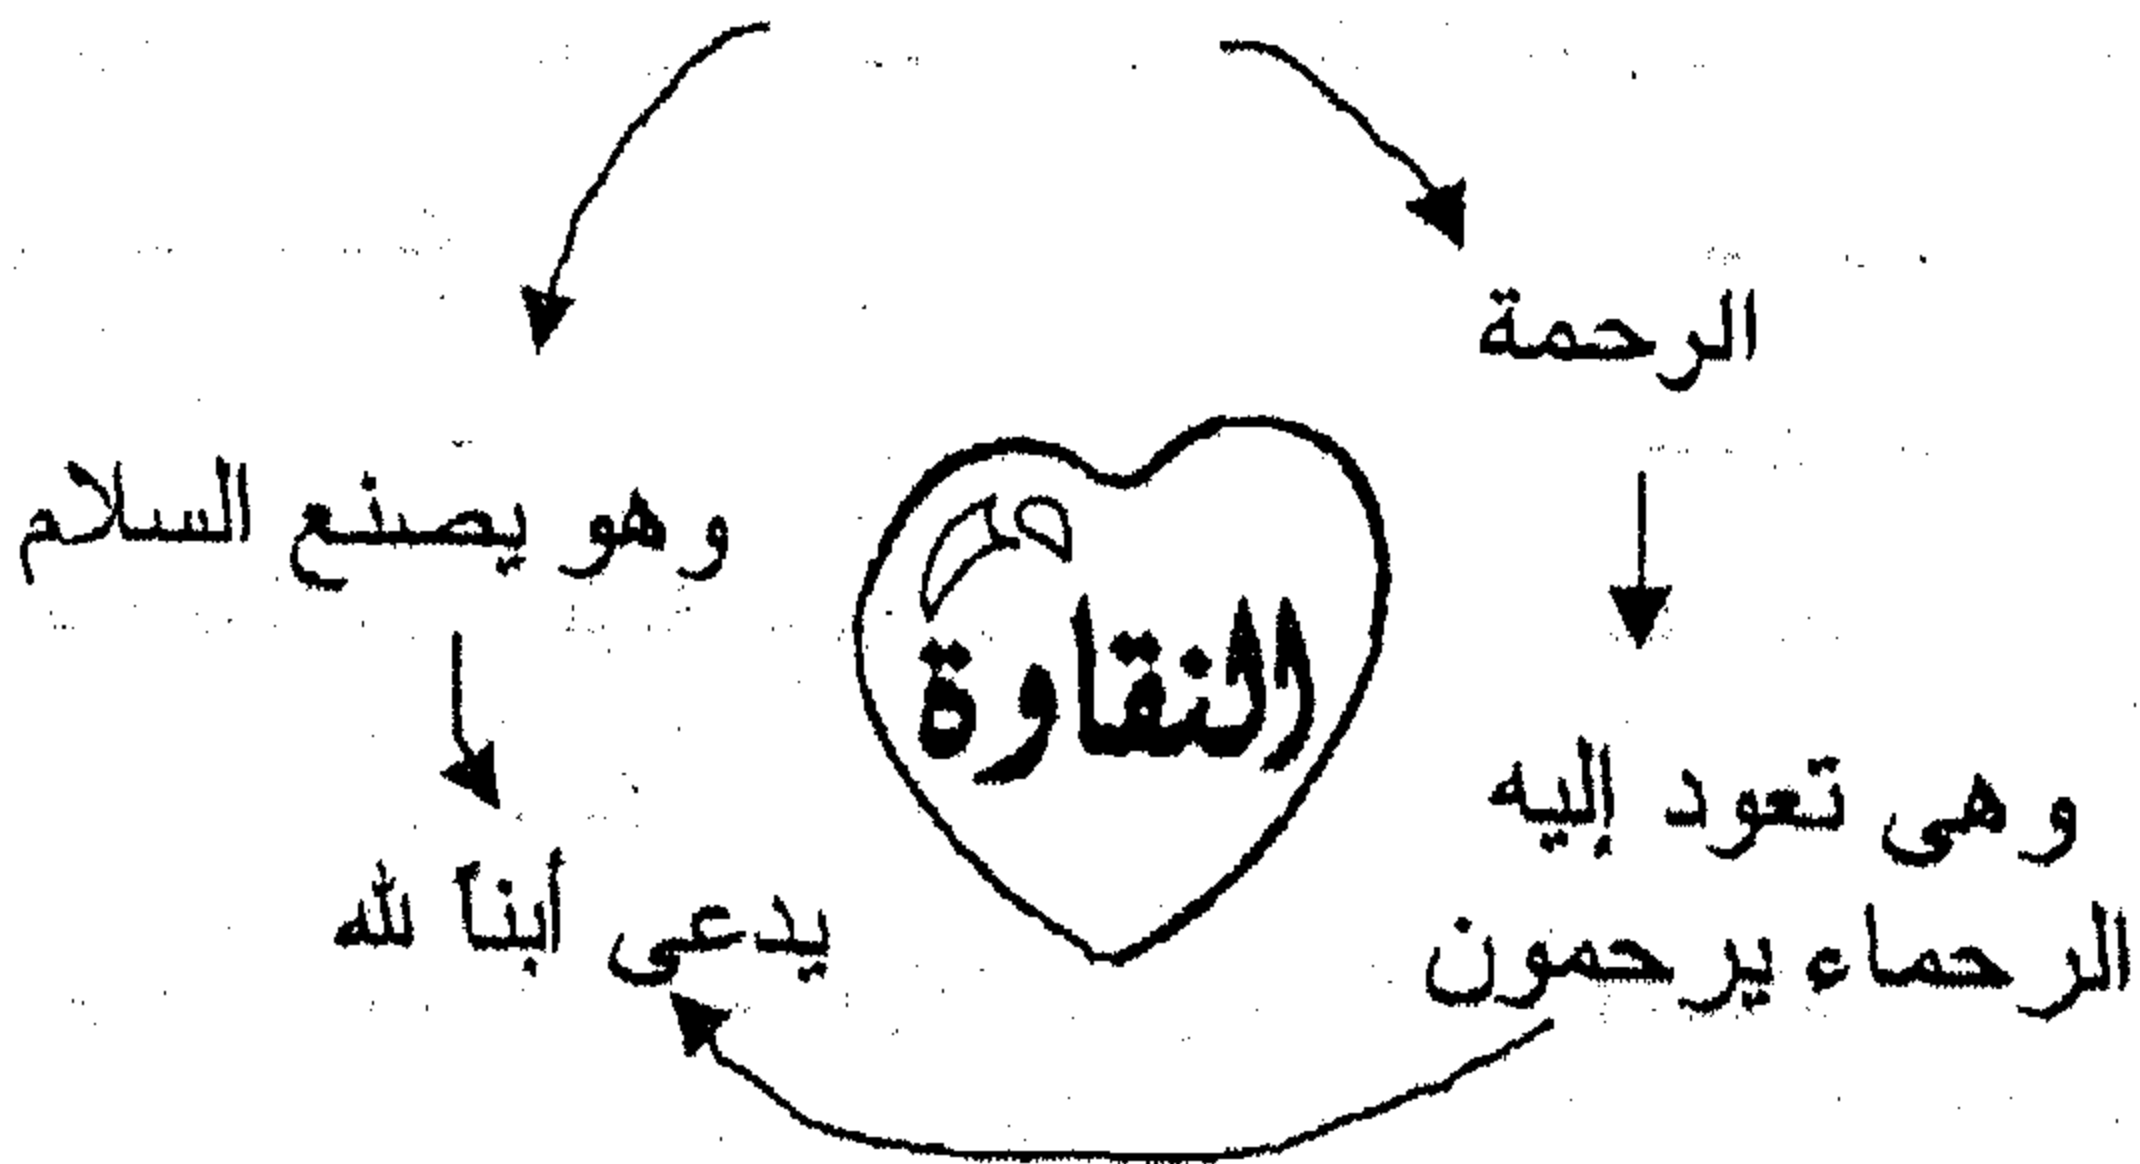 الرحمة
وهو يصنع السلام
النقاوة
وهى تعود إليه
الرحماء يرحمون
يدعى أبناً لله